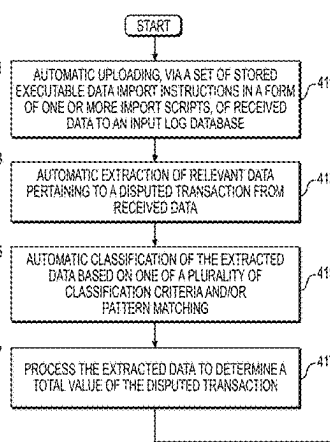 START
AUTOMATIC UPLOADING, VIA A SET OF STORED
EXECUTABLE DATA IMPORT INSTRUCTIONS IN A FORM
OF ONE OR MORE IMPORT SCRIPTS, OF RECEIVED
DATA TO AN INPUT LOG DATABASE
AUTOMATIC EXTRACTION OF RELEVANT DATA
PERTAINING TO A DISPUTED TRANSACTION FROM
RECEIVED DATA
AUTOMATIC CLASSIFICATION OF THE EXTRACTED
DATA BASED ON ONE OF A PLURALITY OF
CLASSIFICATION CRITERIA AND/OR
PATTERN MATCHING
PROCESS THE EXTRACTED DATA TO DETERMINE A
TOTAL VALUE OF THE DISPUTED TRANSACTION